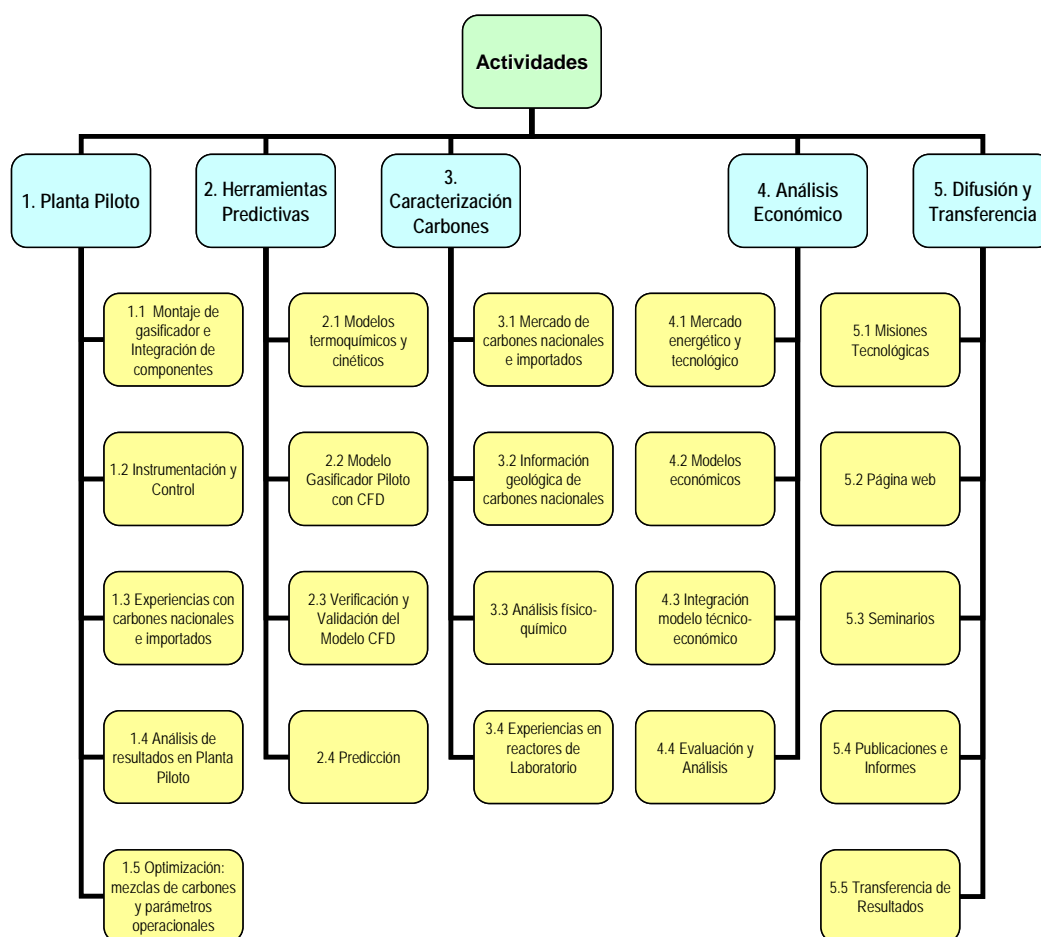 Actividades
1. Planta Piloto
2. Herramientas
Predictivas
3.
Caracterización
Carbones
4. Análisis
Económico
5. Difusión y
Transferencia
1.1 Montaje de
gasificador e
Integración de
componentes
2.1 Modelos
termoquímicos y
cinéticos
3.1 Mercado de
carbones nacionales
e importados
4.1 Mercado
energético y
tecnológico
5.1 Misiones
Tecnológicas
1.2 Instrumentación y
Control
2.2 Modelo
Gasificador Piloto
con CFD
3.2 Información
geológica de
carbones nacionales
4.2 Modelos
económicos
5.2 Página web
1.3 Experiencias con
carbones nacionales
e importados
2.3 Verificación y
Validación del
Modelo CFD
3.3 Análisis físico-
químico
4.3 Integración
modelo técnico-
económico
5.3 Seminarios
1.4 Análisis de
resultados en Planta
Piloto
2.4 Predicción
3.4 Experiencias en
reactores de
Laboratorio
4.4 Evaluación y
Análisis
5.4 Publicaciones e
Informes
1.5 Optimización:
mezclas de carbones
y parámetros
operacionales
5.5 Transferencia de
Resultados